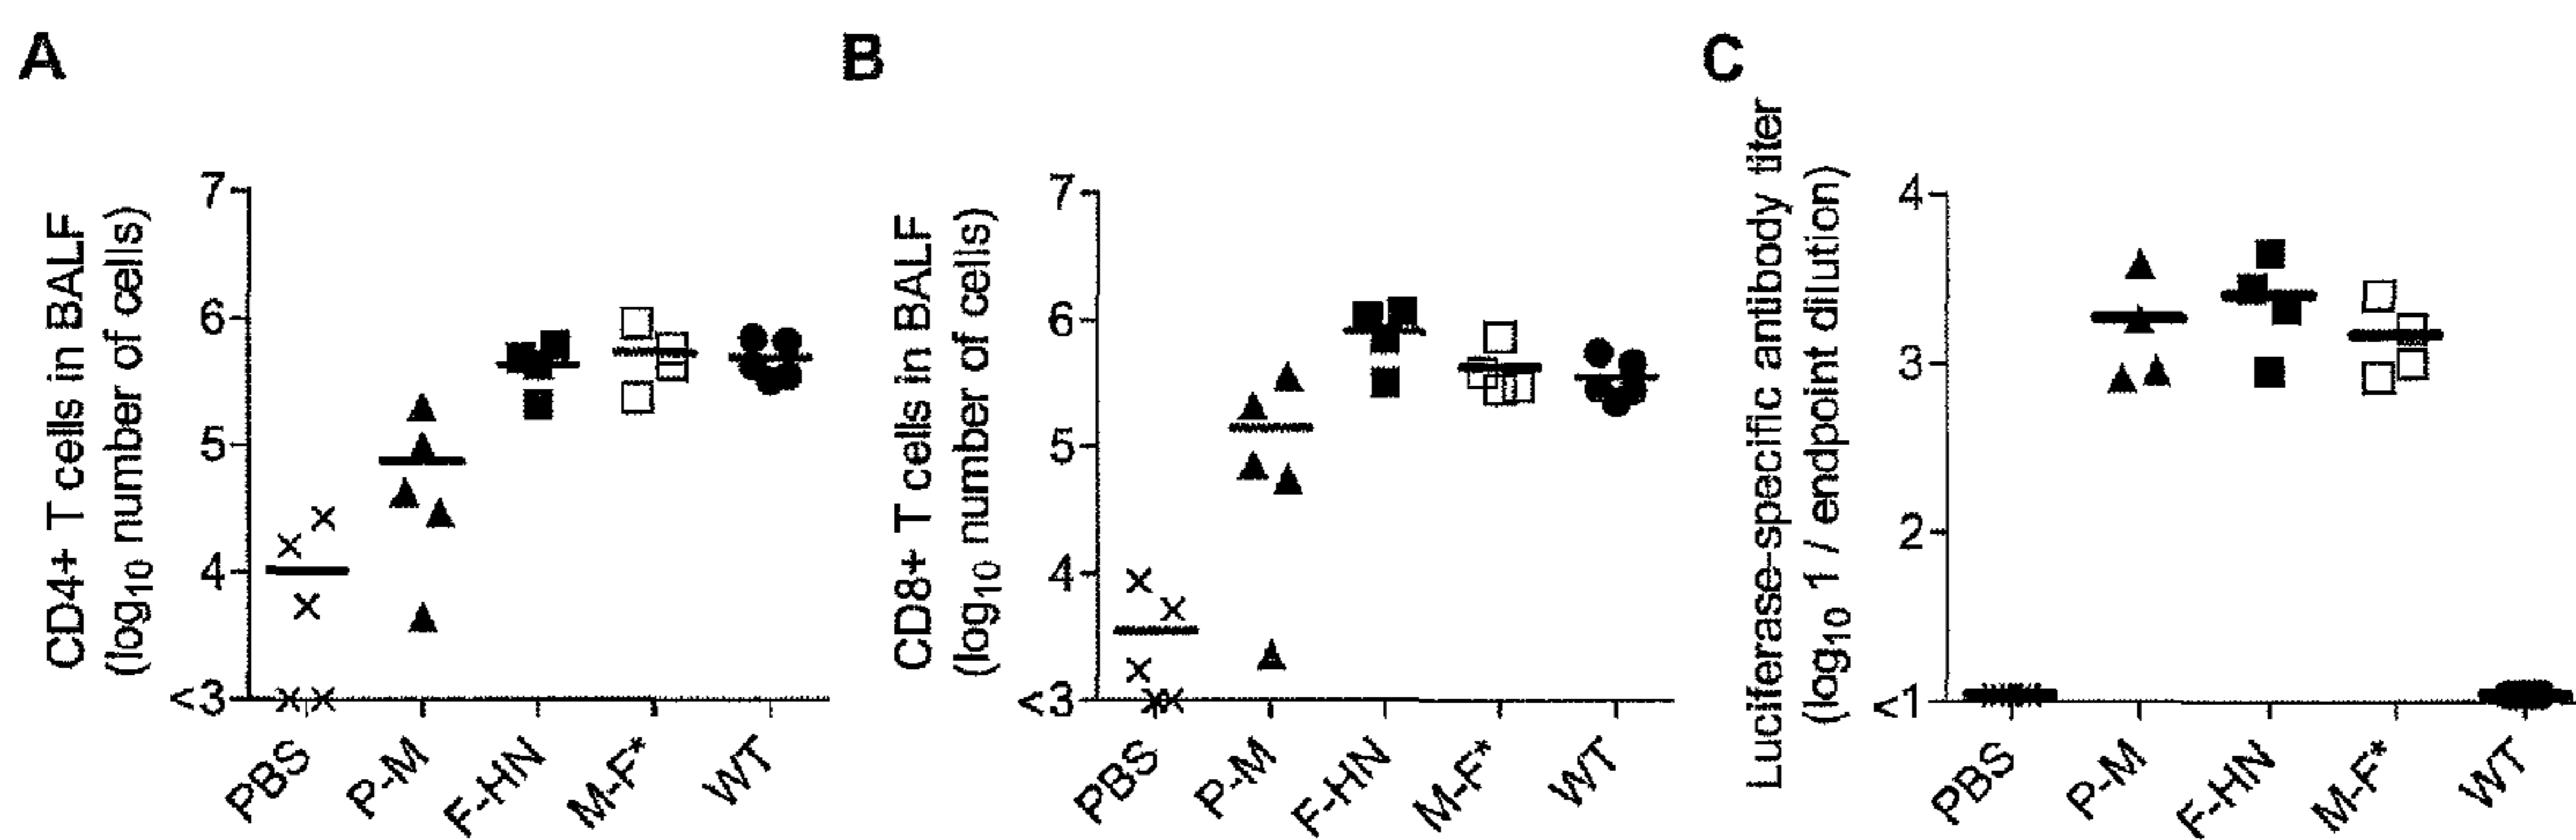 A
CD4+ T cells in BALF
(log10 number of cells)
7
6
5
4
<3
PBS
P-M
F-HN
M-F*
WT
B
CD8+ T cells in BALF
(log10 number of cells)
7
6
5
4
<3
PBS
P-M
F-HN
M-F*
WT
C
Luciferase-specific antibody titer
(log10 1 / endpoint dilution)
4
3
2
<1
PBS
P-M
F-HN
M-F*
WT